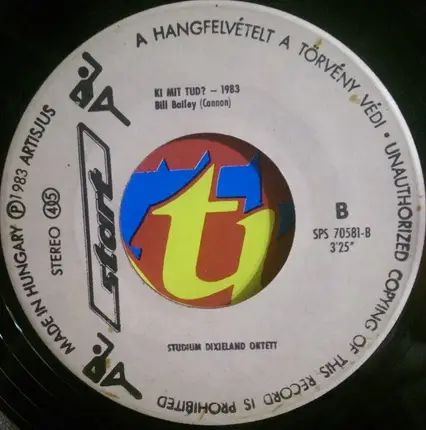 A HANGFELVÉTELT A TÖRVÉNY VÉDI • UNAUTHORIZED COPYING OF THIS RECORD IS PROHIBITED
MADE IN HUNGARY Ⓟ 1983 ARTISJUS
STEREO 45
start
KI MIT TUD? – 1983
Bill Bailey (Cannon)
B
SPS 70581-B
3'25"
STUDIUM DIXIELAND OKTETT